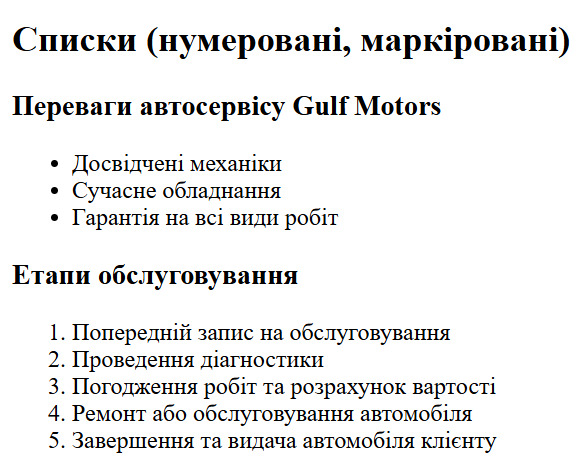 Списки (нумеровані, маркіровані)
Переваги автосервісу Gulf Motors
• Досвідчені механіки
• Сучасне обладнання
• Гарантія на всі види робіт
Етапи обслуговування
1. Попередній запис на обслуговування
2. Проведення діагностики
3. Погодження робіт та розрахунок вартості
4. Ремонт або обслуговування автомобіля
5. Завершення та видача автомобіля клієнту